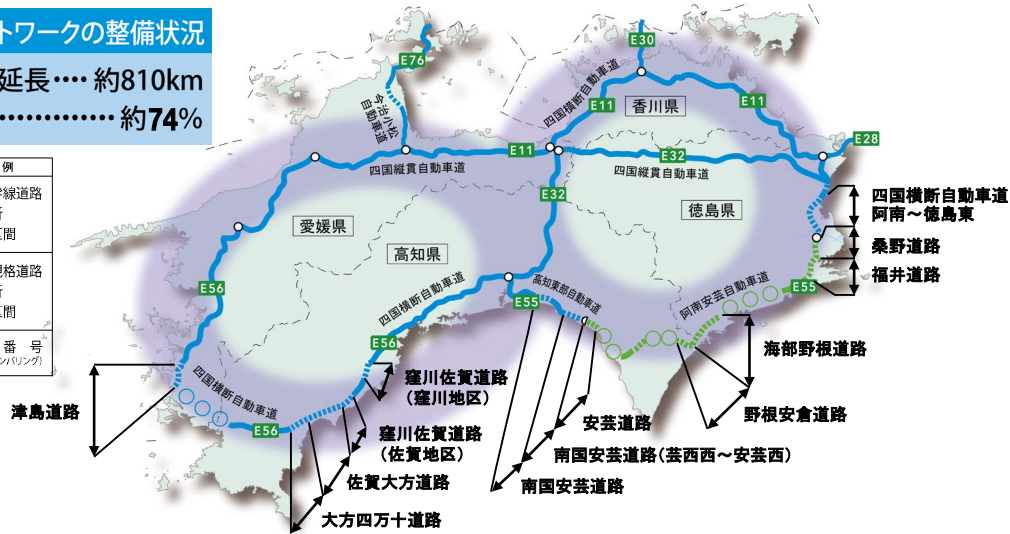 トワークの整備状況
延長‥‥ 約810km
‥‥‥‥‥‥‥ 約74%
例
幹線道路
所
区間
規格道路
所
区間
番 号
ンバリング)
E76
今治小松
自動車道
E30
四国横断自動車道
E11
香川県
E11
E28
E11
四国縦貫自動車道
E32
四国縦貫自動車道
E32
愛媛県
高知県
徳島県
四国横断自動車道
阿南～徳島東
桑野道路
福井道路
E55
阿南安芸自動車道
E56
四国横断自動車道
E55
高知東部自動車道
E56
海部野根道路
野根安倉道路
津島道路
四国横断自動車道
E56
窪川佐賀道路
(窪川地区)
窪川佐賀道路
(佐賀地区)
佐賀大方道路
大方四万十道路
安芸道路
南国安芸道路(芸西西～安芸西)
南国安芸道路